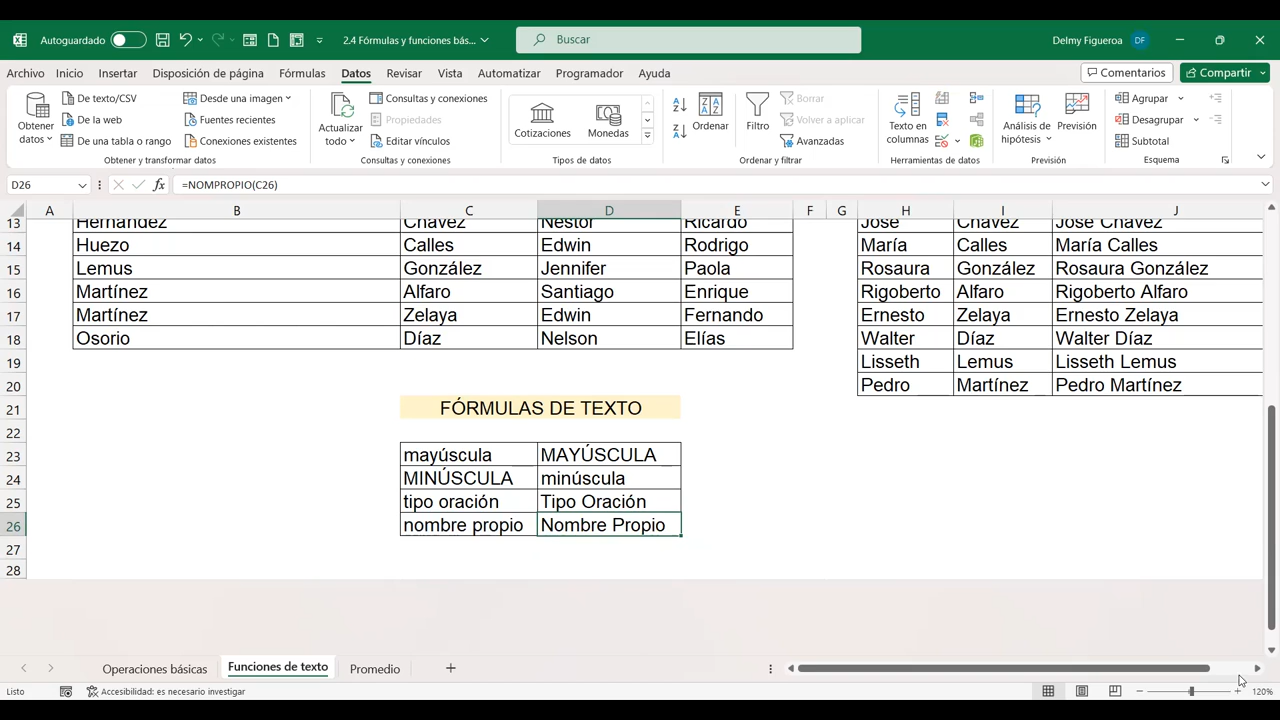 Autoguardado
2.4 Fórmulas y funciones bás...
Buscar
Delmy Figueroa
DF
Archivo Inicio Insertar Disposición de página Fórmulas Datos Revisar Vista Automatizar Programador Ayuda
Comentarios
Compartir
Obtener datos
De texto/CSV
De la web
De una tabla o rango
Desde una imagen
Fuentes recientes
Conexiones existentes
Obtener y transformar datos
Actualizar todo
Consultas y conexiones
Propiedades
Editar vínculos
Consultas y conexiones
Cotizaciones
Monedas
Tipos de datos
Ordenar
Filtro
Borrar
Volver a aplicar
Avanzadas
Ordenar y filtrar
Texto en columnas
Herramientas de datos
Análisis de hipótesis
Previsión
Previsión
Agrupar
Desagrupar
Subtotal
Esquema
D26
fx
=NOMPROPIO(C26)
A B C D E F G H I J
13 Hernández Chávez Néstor Ricardo José Chávez José Chávez
14 Huezo Calles Edwin Rodrigo María Calles María Calles
15 Lemus González Jennifer Paola Rosaura González Rosaura González
16 Martínez Alfaro Santiago Enrique Rigoberto Alfaro Rigoberto Alfaro
17 Martínez Zelaya Edwin Fernando Ernesto Zelaya Ernesto Zelaya
18 Osorio Díaz Nelson Elías Walter Díaz Walter Díaz
19 Lisseth Lemus Lisseth Lemus
20 Pedro Martínez Pedro Martínez
21 FÓRMULAS DE TEXTO
22
23 mayúscula MAYÚSCULA
24 MINÚSCULA minúscula
25 tipo oración Tipo Oración
26 nombre propio Nombre Propio
27
28
Operaciones básicas Funciones de texto Promedio
Listo
Accesibilidad: es necesario investigar
120%